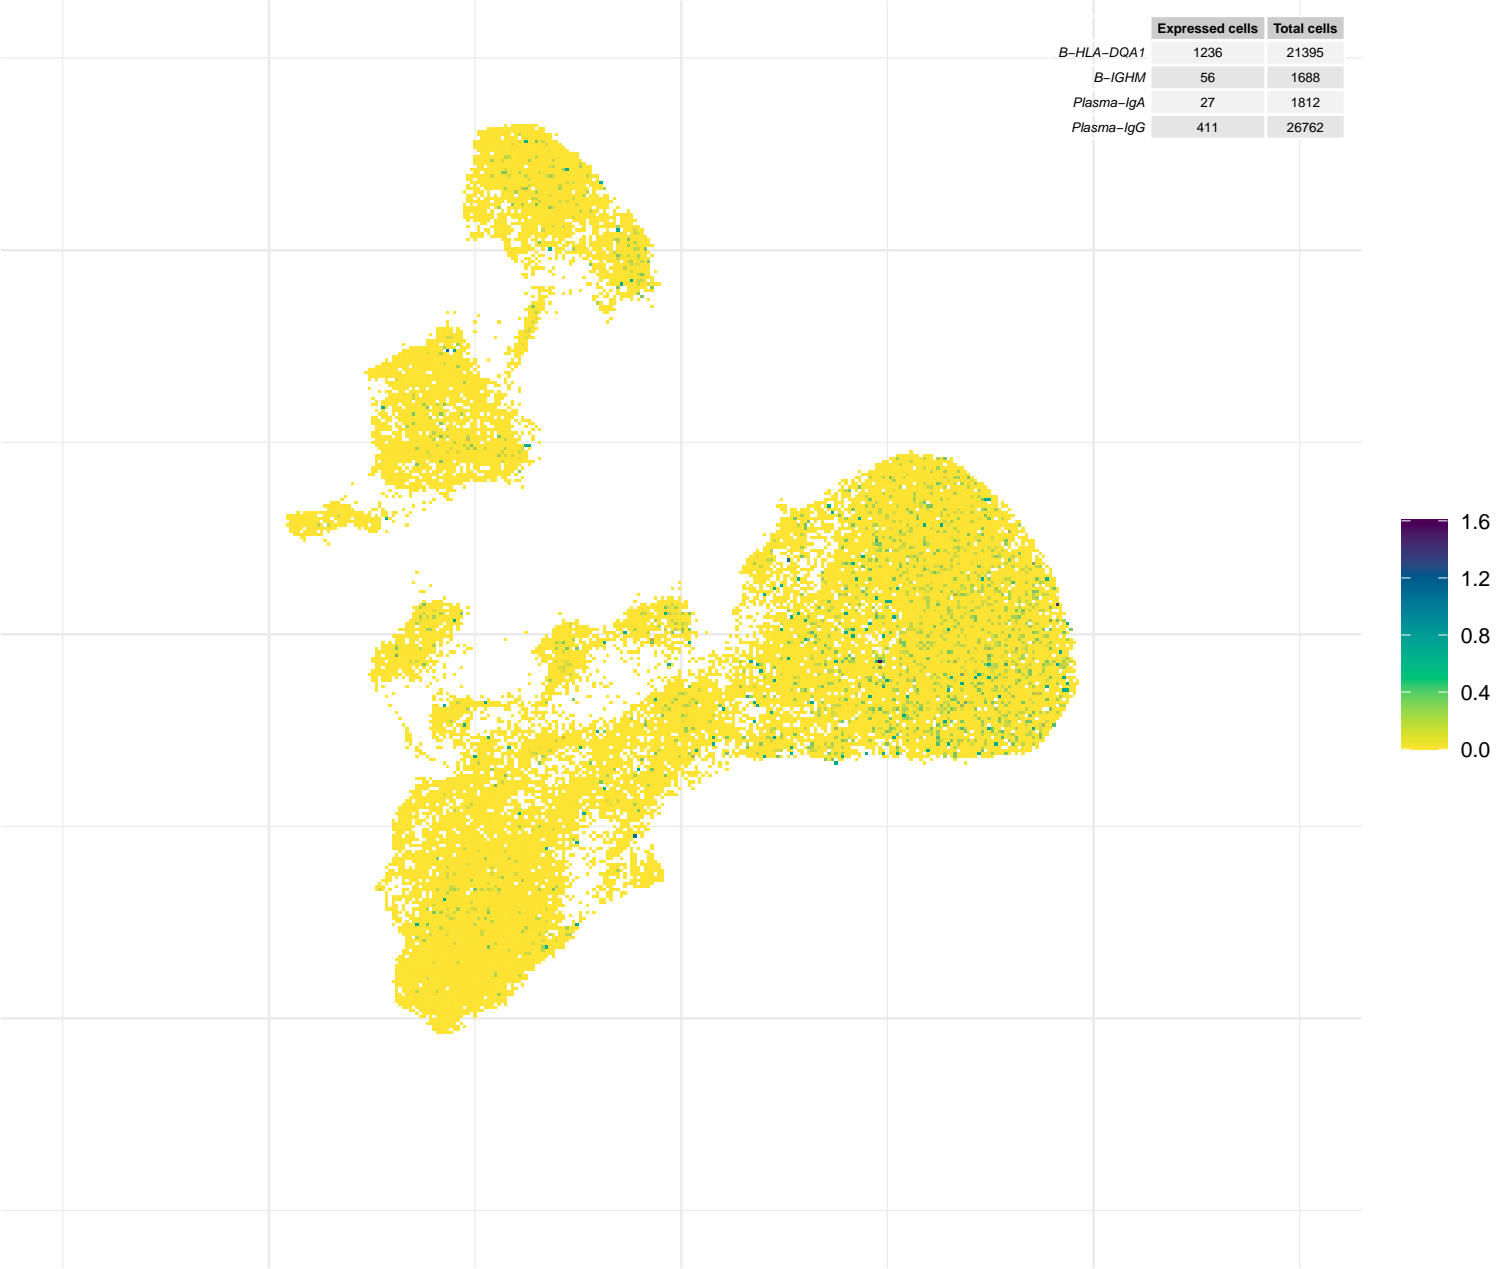 Expressed cells Total cells
B−HLA−DQA1 1236 21395
B−IGHM 56 1688
Plasma−IgA 27 1812
Plasma−IgG 411 26762
1.6
1.2
0.8
0.4
0.0